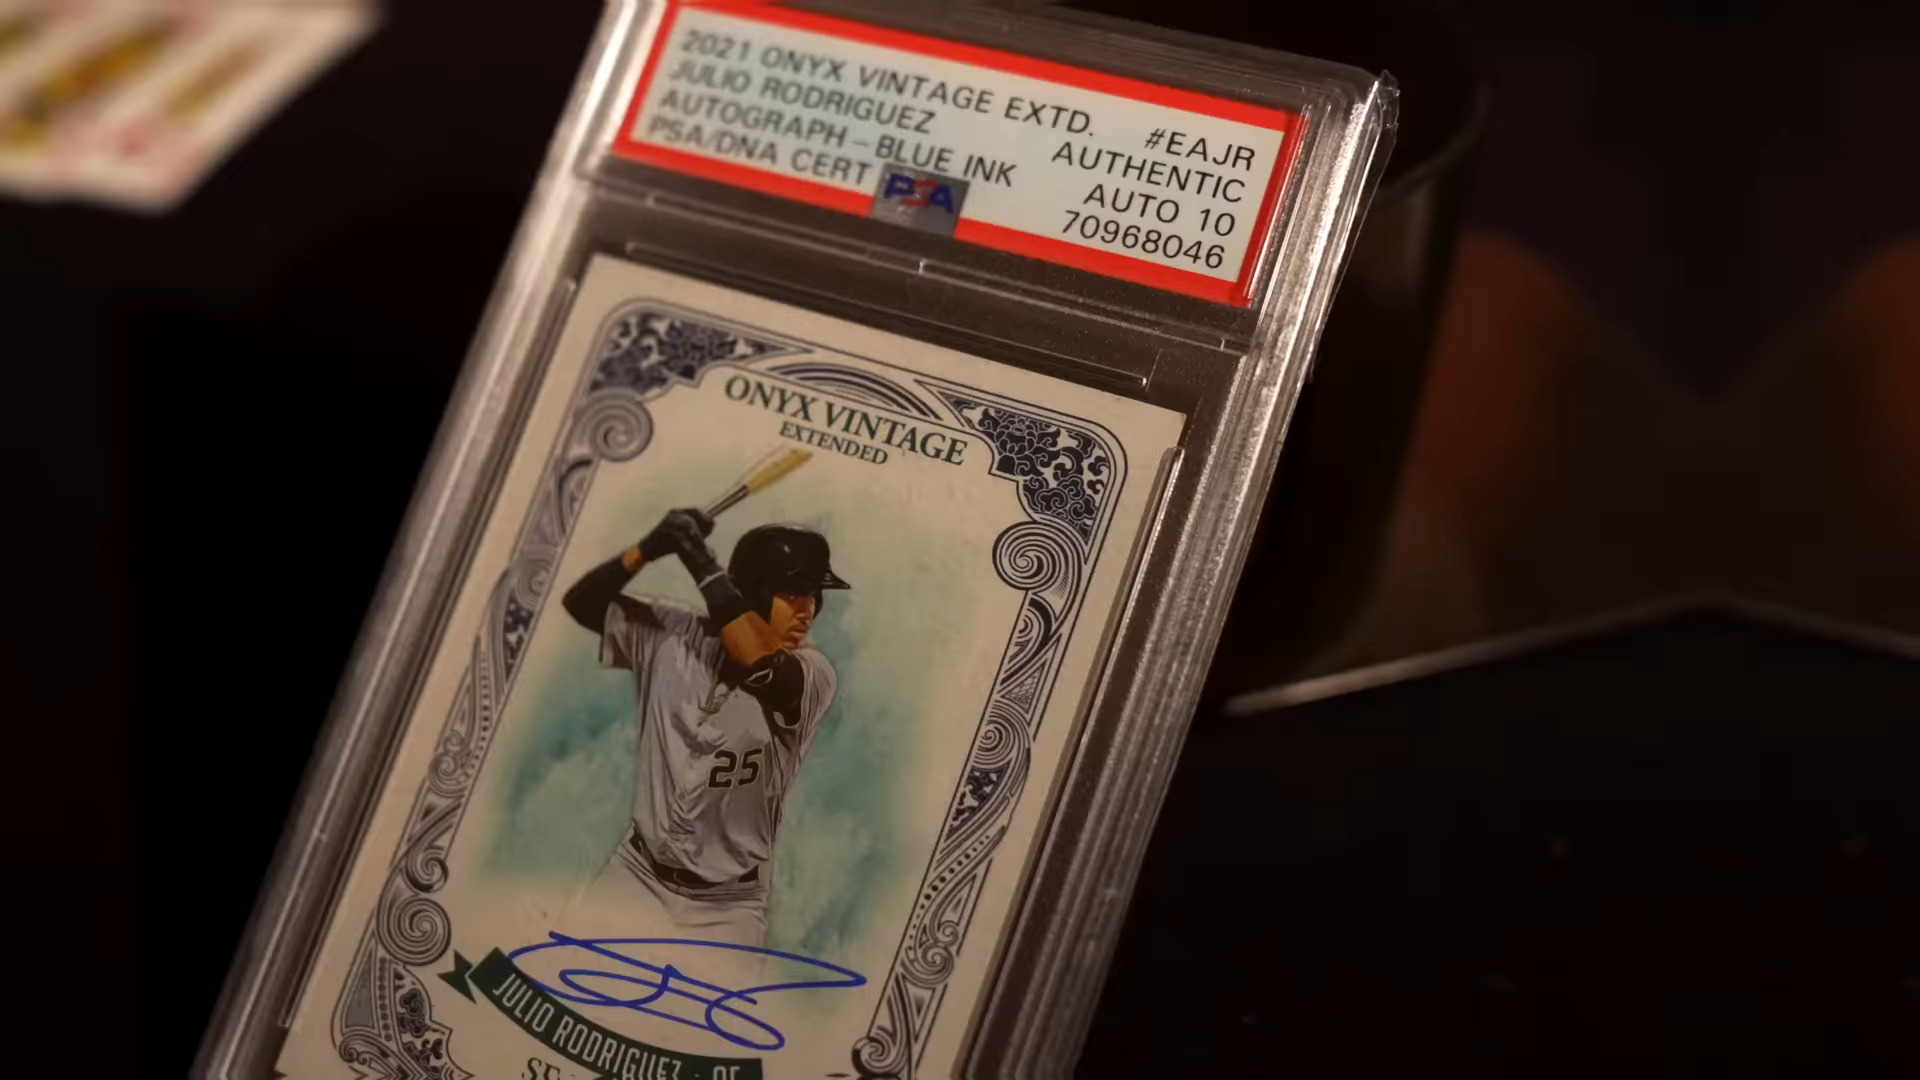 2021 ONYX VINTAGE EXTD. #EAJR
JULIO RODRIGUEZ AUTHENTIC
AUTOGRAPH-BLUE INK AUTO 10
PSA/DNA CERT 70968046
PSA
ONYX VINTAGE
EXTENDED
25
JULIO RODRIGUEZ · OF